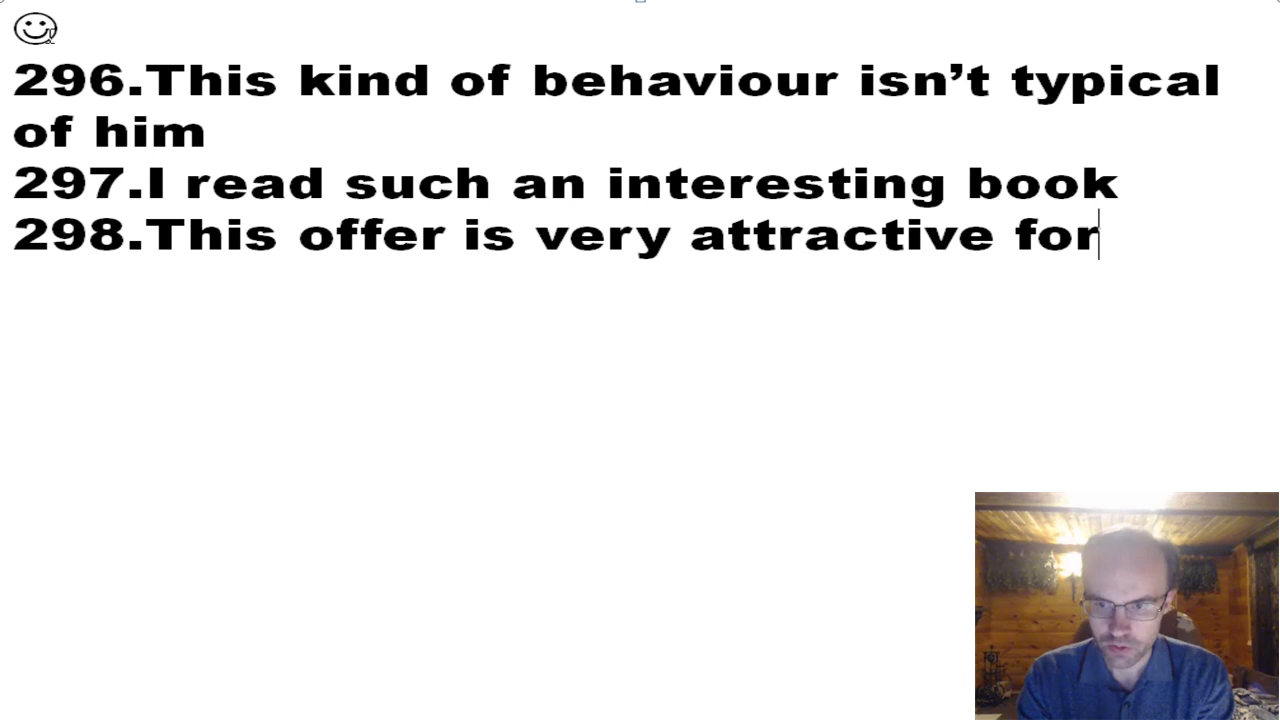 296.This kind of behaviour isn’t typical
of him
297.I read such an interesting book
298.This offer is very attractive for